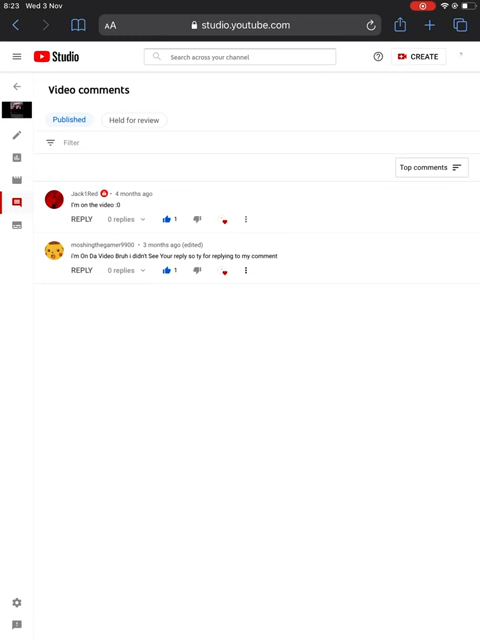 8:23 Wed 3 Nov
AA studio.youtube.com
Studio Search across your channel CREATE
Video comments
Published Held for review
Filter
Top comments
Jack1Red • 4 months ago
I'm on the video :0
REPLY 0 replies 1
moshingthegamer9900 • 3 months ago (edited)
i'm On Da Video Bruh i didn't See Your reply so ty for replying to my comment
REPLY 0 replies 1